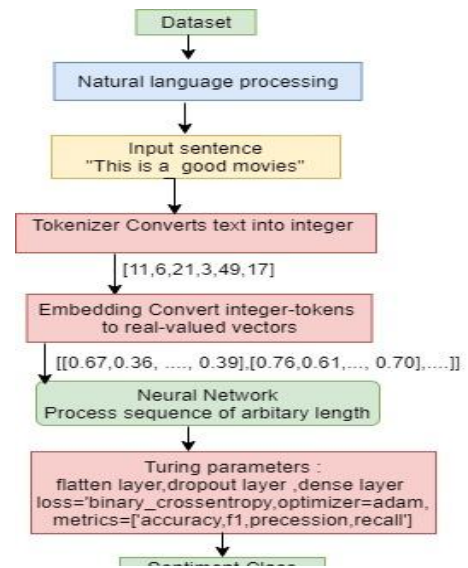 Dataset
Natural language processing
Input sentence
"This is a good movies"
Tokenizer Converts text into integer
[11,6,21,3,49,17]
Embedding Convert integer-tokens
to real-valued vectors
[[0.67,0.36, ...., 0.39],[0.76,0.61,..., 0.70],....]]
Neural Network
Process sequence of arbitary length
Turing parameters :
flatten layer,dropout layer ,dense layer
loss='binary_crossentropy,optimizer=adam,
metrics=['accuracy,f1,precession,recall']
Sentiment Class